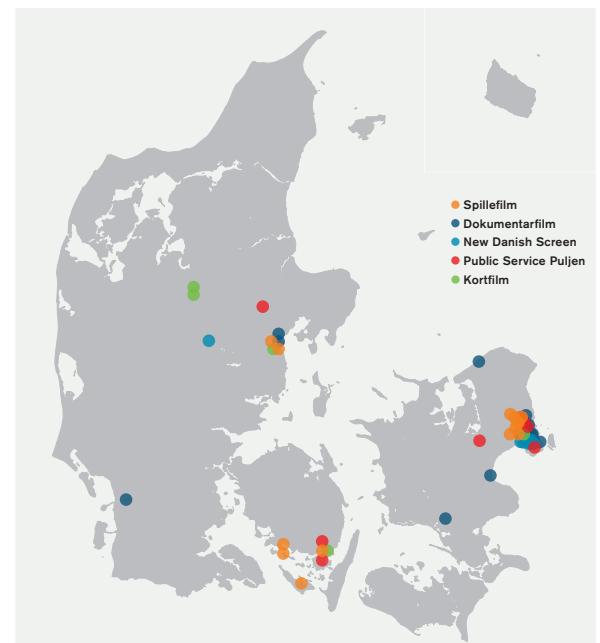 Spillefilm
Dokumentarfilm
New Danish Screen
Public Service Puljen
Kortfilm